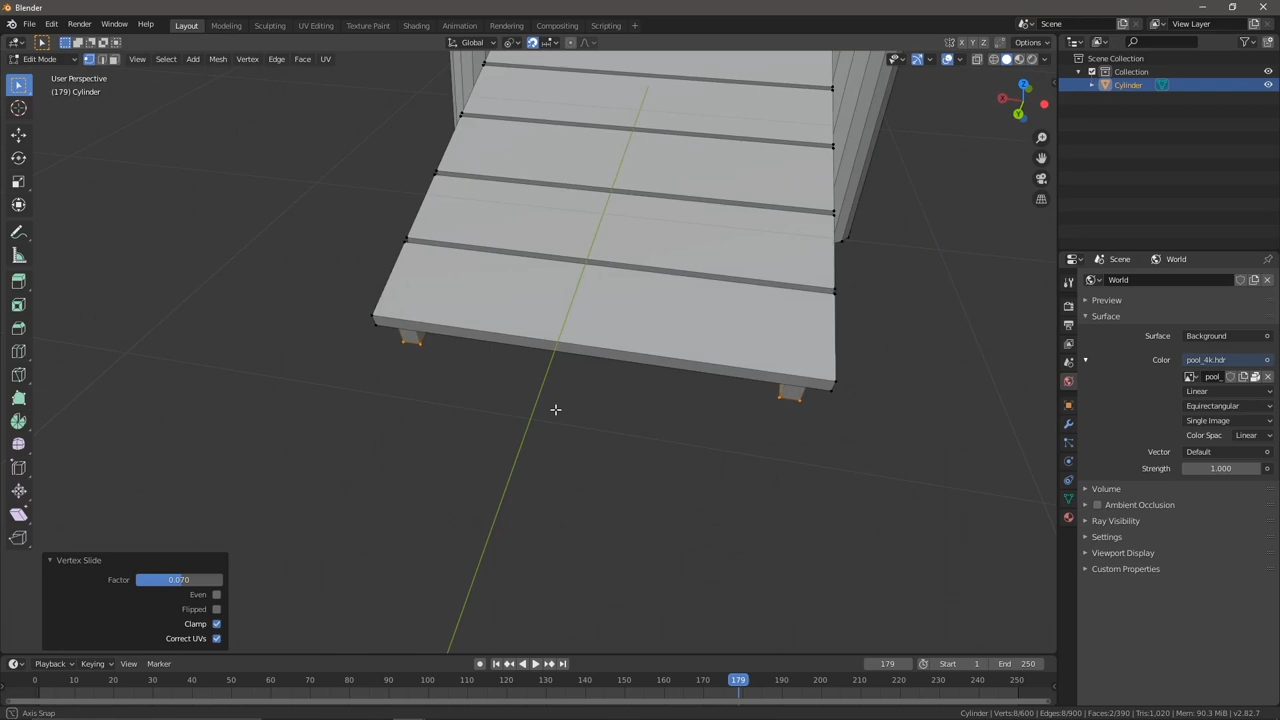 Blender
File Edit Render Window Help
Layout Modeling Sculpting UV Editing Texture Paint Shading Animation Rendering Compositing Scripting +
Scene View Layer
Global X Y Z Options
Edit Mode View Select Add Mesh Vertex Edge Face UV
User Perspective
(179) Cylinder
Scene Collection
Collection
Cylinder
X
Y
Z
Scene World
World
Preview
Surface
Surface Background
Color pool_4k.hdr
pool_
Linear
Equirectangular
Single Image
Color Spac Linear
Vector Default
Strength 1.000
Volume
Ambient Occlusion
Ray Visibility
Settings
Viewport Display
Custom Properties
Vertex Slide
Factor 0.070
Even
Flipped
Clamp
Correct UVs
Playback Keying View Marker 179 Start 1 End 250
0 10 20 30 40 50 60 70 80 90 100 110 120 130 140 150 160 170 179 190 200 210 220 230 240 250
Axis Snap
Cylinder | Verts:8/600 | Edges:8/900 | Faces:2/390 | Tris:1,020 | Mem: 90.3 MiB | v2.82.7